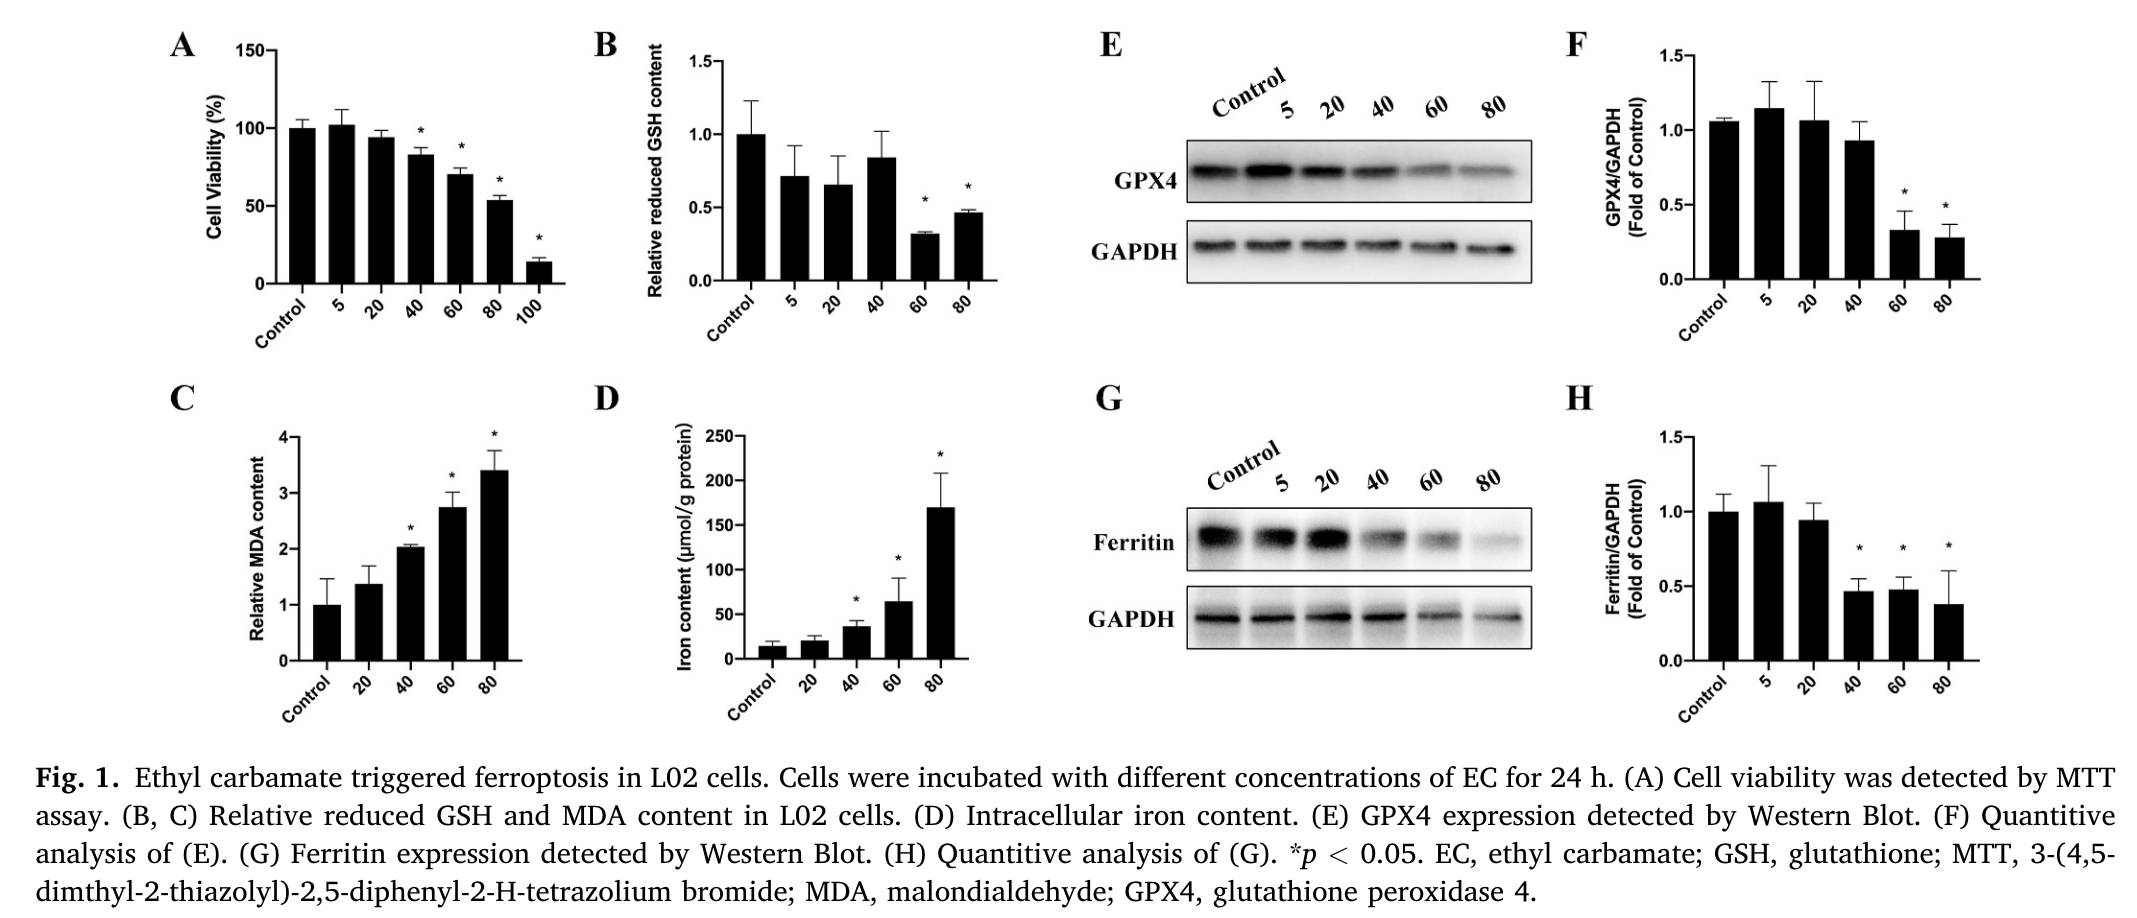 A
Cell Viability (%)
150
100
50
0
*
*
*
*
Control
5
20
40
60
80
100
B
Relative reduced GSH content
1.5
1.0
0.5
0.0
*
*
Control
5
20
40
60
80
E
Control
5
20
40
60
80
GPX4
GAPDH
F
GPX4/GAPDH
(Fold of Control)
1.5
1.0
0.5
0.0
*
*
Control
5
20
40
60
80
C
Relative MDA content
4
3
2
1
0
*
*
*
Control
20
40
60
80
D
Iron content (μmol/g protein)
250
200
150
100
50
0
*
*
*
Control
20
40
60
80
G
Control
5
20
40
60
80
Ferritin
GAPDH
H
Ferritin/GAPDH
(Fold of Control)
1.5
1.0
0.5
0.0
*
*
*
Control
5
20
40
60
80
Fig. 1. Ethyl carbamate triggered ferroptosis in L02 cells. Cells were incubated with different concentrations of EC for 24 h. (A) Cell viability was detected by MTT
assay. (B, C) Relative reduced GSH and MDA content in L02 cells. (D) Intracellular iron content. (E) GPX4 expression detected by Western Blot. (F) Quantitive
analysis of (E). (G) Ferritin expression detected by Western Blot. (H) Quantitive analysis of (G). *p < 0.05. EC, ethyl carbamate; GSH, glutathione; MTT, 3-(4,5-
dimthyl-2-thiazolyl)-2,5-diphenyl-2-H-tetrazolium bromide; MDA, malondialdehyde; GPX4, glutathione peroxidase 4.